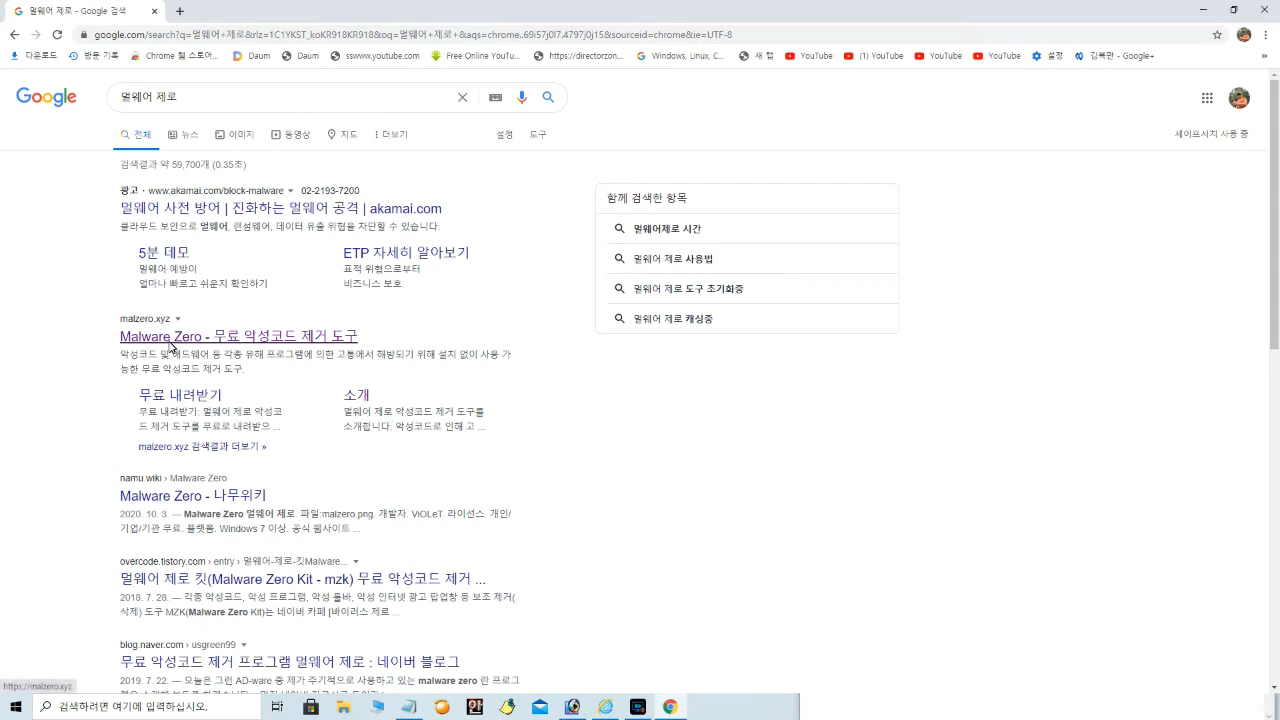 멀웨어 제로 - Google 검색
google.com/search?q=멀웨어+제로&rlz=1C1YKST_koKR918KR918&oq=멀웨어+제로+&aqs=chrome..69i57j0l7.4797j0j15&sourceid=chrome&ie=UTF-8
다운로드 방문 기록 Chrome 웹 스토어... Daum Daum sswww.youtube.com Free Online YouTu... https://directorzon... Windows, Linux, C... 새 탭 YouTube (1) YouTube YouTube YouTube 설정 김복만 - Google+
Google
멀웨어 제로
전체 뉴스 이미지 동영상 지도 더보기 설정 도구 세이프서치 사용 중
검색결과 약 59,700개 (0.35초)
광고 · www.akamai.com/block-malware 02-2193-7200
멀웨어 사전 방어 | 진화하는 멀웨어 공격 | akamai.com
클라우드 보안으로 멀웨어, 랜섬웨어, 데이터 유출 위험을 차단할 수 있습니다.
5분 데모
멀웨어 예방이
얼마나 빠르고 쉬운지 확인하기
ETP 자세히 알아보기
표적 위협으로부터
비즈니스 보호
malzero.xyz
Malware Zero - 무료 악성코드 제거 도구
악성코드 및 애드웨어 등 각종 유해 프로그램에 의한 고통에서 해방되기 위해 설치 없이 사용 가
능한 무료 악성코드 제거 도구.
무료 내려받기
무료 내려받기: 멀웨어 제로 악성코
드 제거 도구를 무료로 내려받으 ...
소개
멀웨어 제로 악성코드 제거 도구를
소개합니다. 악성코드로 인해 고 ...
malzero.xyz 검색결과 더보기 »
namu.wiki › Malware Zero
Malware Zero - 나무위키
2020. 10. 3. — Malware Zero 멀웨어 제로. 파일:malzero.png. 개발자. ViOLeT. 라이선스. 개인/
기업/기관 무료. 플랫폼. Windows 7 이상. 공식 웹사이트 ...
overcode.tistory.com › entry › 멀웨어-제로-킷Malware...
멀웨어 제로 킷(Malware Zero Kit - mzk) 무료 악성코드 제거 ...
2018. 7. 28. — 각종 악성코드, 악성 프로그램, 악성 툴바, 악성 인터넷 광고 팝업창 등 보조 제거(
삭제) 도구 MZK(Malware Zero Kit)는 네이버 카페 [바이러스 제로 ...
blog.naver.com › usgreen99
무료 악성코드 제거 프로그램 멀웨어 제로 : 네이버 블로그
2019. 7. 22. — 오늘은 그런 AD-ware 중 제가 주기적으로 사용하고 있는 malware zero 란 프로그
함께 검색한 항목
멀웨어제로 시간
멀웨어 제로 사용법
멀웨어 제로 도구 초기화중
멀웨어 제로 캐싱중
https://malzero.xyz
검색하려면 여기에 입력하십시오.